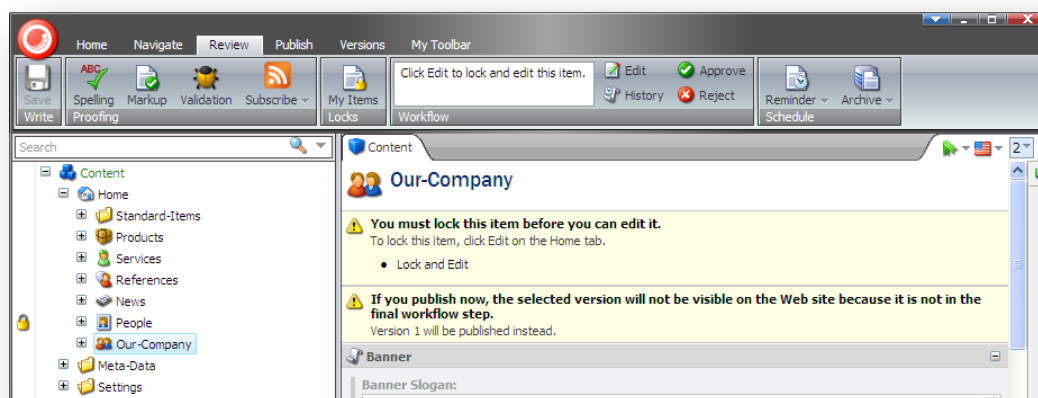 Home Navigate Review Publish Versions My Toolbar
Click Edit to lock and edit this item.
Edit Approve
History Reject
ABC
Save Spelling Markup Validation Subscribe My Items Reminder Archive
Write Proofing Locks Workflow Schedule
Search
Content
2
Content
Home
Standard-Items
Products
Services
References
News
People
Our-Company
Meta-Data
Settings
Our-Company
You must lock this item before you can edit it.
To lock this item, click Edit on the Home tab.
• Lock and Edit
If you publish now, the selected version will not be visible on the Web site because it is not in the
final workflow step.
Version 1 will be published instead.
Banner
Banner Slogan: